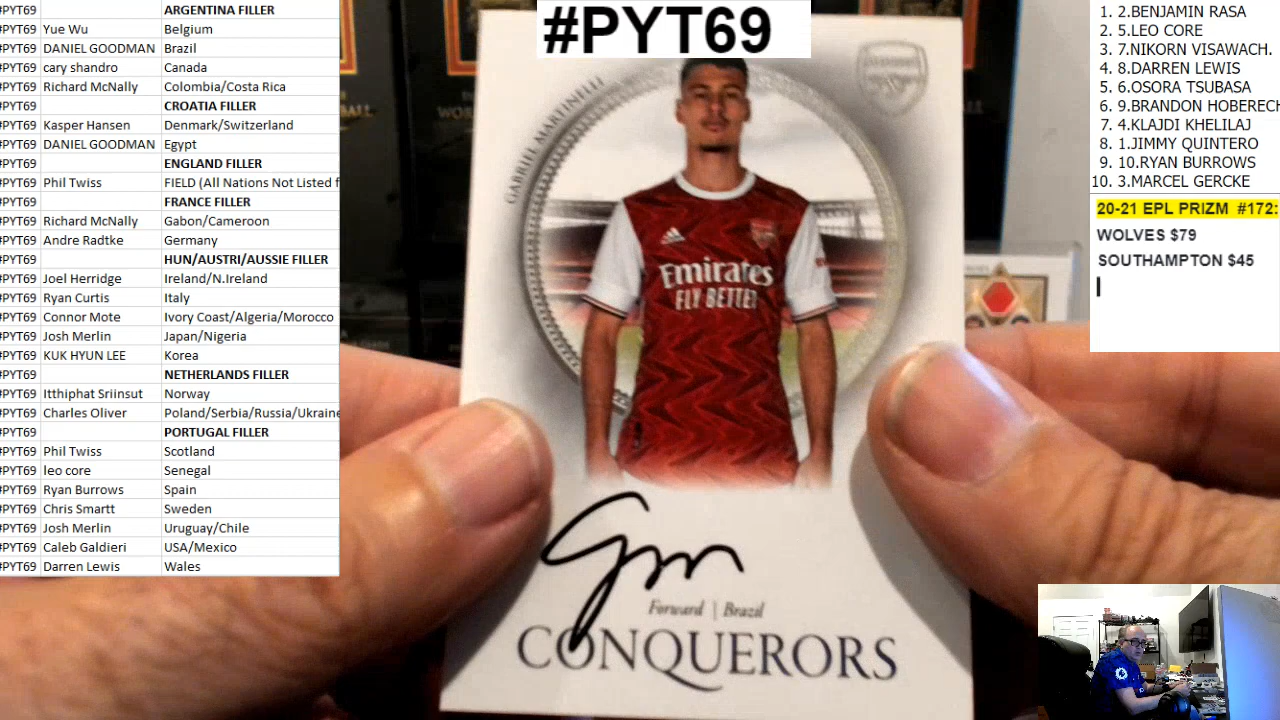 #PYT69 ARGENTINA FILLER
#PYT69 Yue Wu Belgium
#PYT69 DANIEL GOODMAN Brazil
#PYT69 cary shandro Canada
#PYT69 Richard McNally Colombia/Costa Rica
#PYT69 CROATIA FILLER
#PYT69 Kasper Hansen Denmark/Switzerland
#PYT69 DANIEL GOODMAN Egypt
#PYT69 ENGLAND FILLER
#PYT69 Phil Twiss FIELD (All Nations Not Listed f
#PYT69 FRANCE FILLER
#PYT69 Richard McNally Gabon/Cameroon
#PYT69 Andre Radtke Germany
#PYT69 HUN/AUSTRI/AUSSIE FILLER
#PYT69 Joel Herridge Ireland/N.Ireland
#PYT69 Ryan Curtis Italy
#PYT69 Connor Mote Ivory Coast/Algeria/Morocco
#PYT69 Josh Merlin Japan/Nigeria
#PYT69 KUK HYUN LEE Korea
#PYT69 NETHERLANDS FILLER
#PYT69 Itthiphat Sriinsut Norway
#PYT69 Charles Oliver Poland/Serbia/Russia/Ukraine
#PYT69 PORTUGAL FILLER
#PYT69 Phil Twiss Scotland
#PYT69 leo core Senegal
#PYT69 Ryan Burrows Spain
#PYT69 Chris Smartt Sweden
#PYT69 Josh Merlin Uruguay/Chile
#PYT69 Caleb Galdieri USA/Mexico
#PYT69 Darren Lewis Wales
#PYT69
GABRIEL MARTINELLI
Emirates
FLY BETTER
Forward | Brazil
CONQUERORS
1. 2.BENJAMIN RASA
2. 5.LEO CORE
3. 7.NIKORN VISAWACH.
4. 8.DARREN LEWIS
5. 6.OSORA TSUBASA
6. 9.BRANDON HOBERECH
7. 4.KLAJDI KHELILAJ
8. 1.JIMMY QUINTERO
9. 10.RYAN BURROWS
10. 3.MARCEL GERCKE
20-21 EPL PRIZM #172:
WOLVES $79
SOUTHAMPTON $45